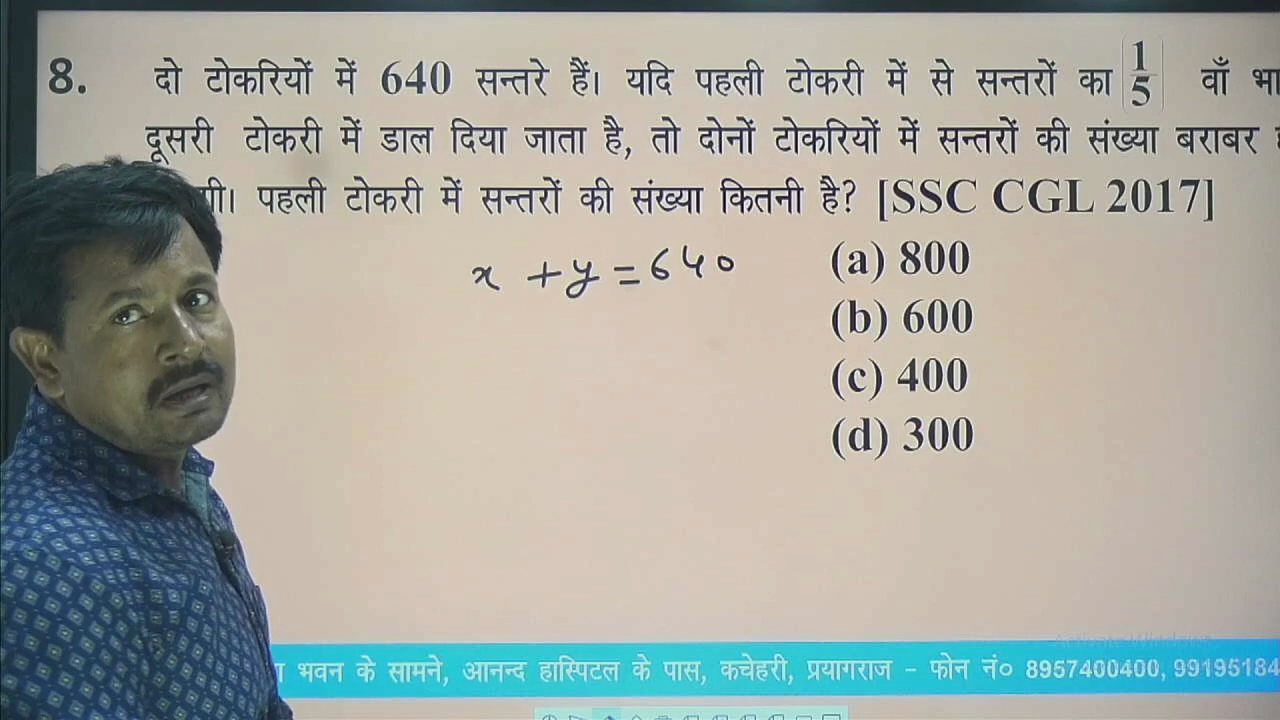 8. दो टोकरियों में 640 सन्तरे हैं। यदि पहली टोकरी में से सन्तरों का 1/5 वाँ
दूसरी टोकरी में डाल दिया जाता है, तो दोनों टोकरियों में सन्तरों की संख्या बराबर
पहली टोकरी में सन्तरों की संख्या कितनी है? [SSC CGL 2017]
x + y = 640
(a) 800
(b) 600
(c) 400
(d) 300
भवन के सामने, आनन्द हास्पिटल के पास, कचेहरी, प्रयागराज - फोन नं० 8957400400, 99195184